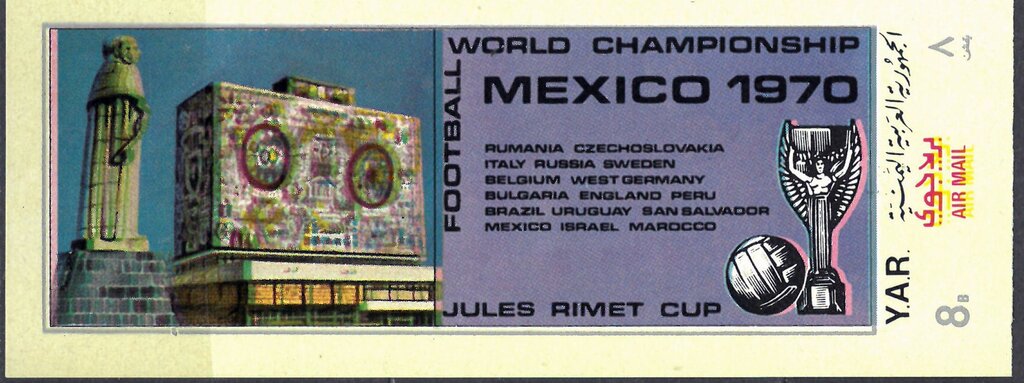 FOOTBALL
WORLD CHAMPIONSHIP
MEXICO 1970
RUMANIA CZECHOSLOVAKIA
ITALY RUSSIA SWEDEN
BELGIUM WEST GERMANY
BULGARIA ENGLAND PERU
BRAZIL URUGUAY SAN SALVADOR
MEXICO ISRAEL MAROCCO
JULES RIMET CUP
Y.A.R. الجمهورية العربية اليمنية
AIR MAIL
بريد جوي
8B
٨